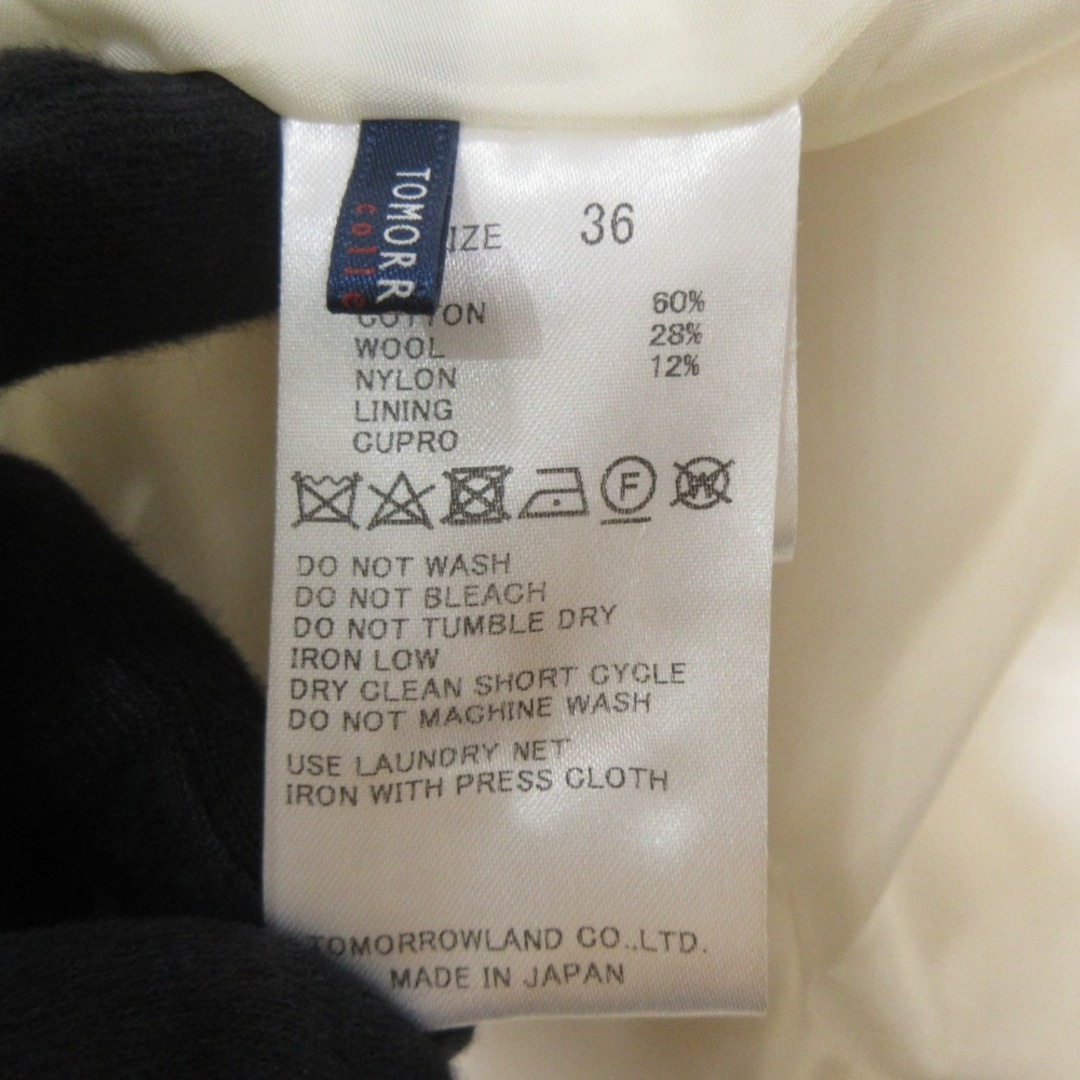 TOMORR
colle
IZE 36
COTTON 60%
WOOL 28%
NYLON 12%
LINING
CUPRO
F
W
DO NOT WASH
DO NOT BLEACH
DO NOT TUMBLE DRY
IRON LOW
DRY CLEAN SHORT CYCLE
DO NOT MACHINE WASH
USE LAUNDRY NET
IRON WITH PRESS CLOTH
TOMORROWLAND CO.,LTD.
MADE IN JAPAN